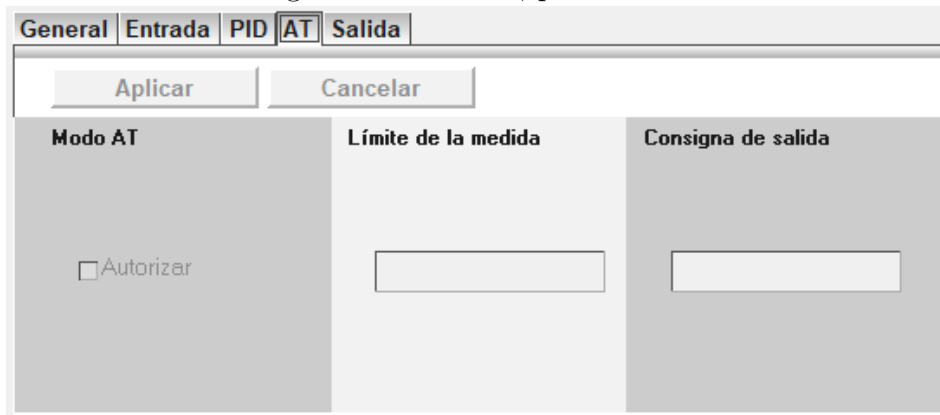 General Entrada PID AT Salida
Aplicar Cancelar
Modo AT Límite de la medida Consigna de salida
Autorizar